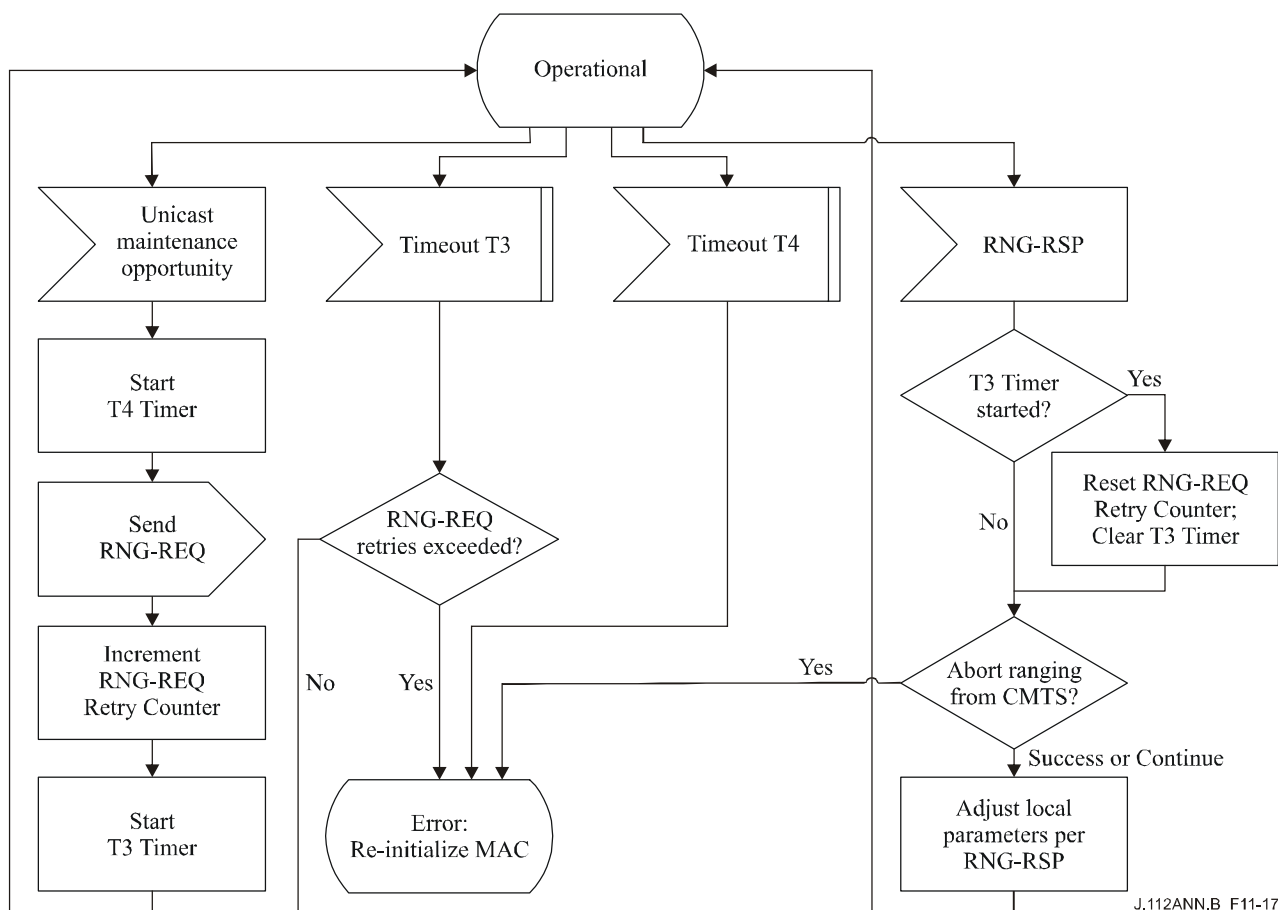 Operational
Unicast
maintenance
opportunity
Timeout T3
Timeout T4
RNG-RSP
Start
T4 Timer
T3 Timer
started?
Yes
No
Reset RNG-REQ
Retry Counter;
Clear T3 Timer
Send
RNG-REQ
RNG-REQ
retries exceeded?
No
Yes
Increment
RNG-REQ
Retry Counter
Yes
Abort ranging
from CMTS?
Success or Continue
Start
T3 Timer
Error:
Re-initialize MAC
Adjust local
parameters per
RNG-RSP
J.112ANN.B_F11-17